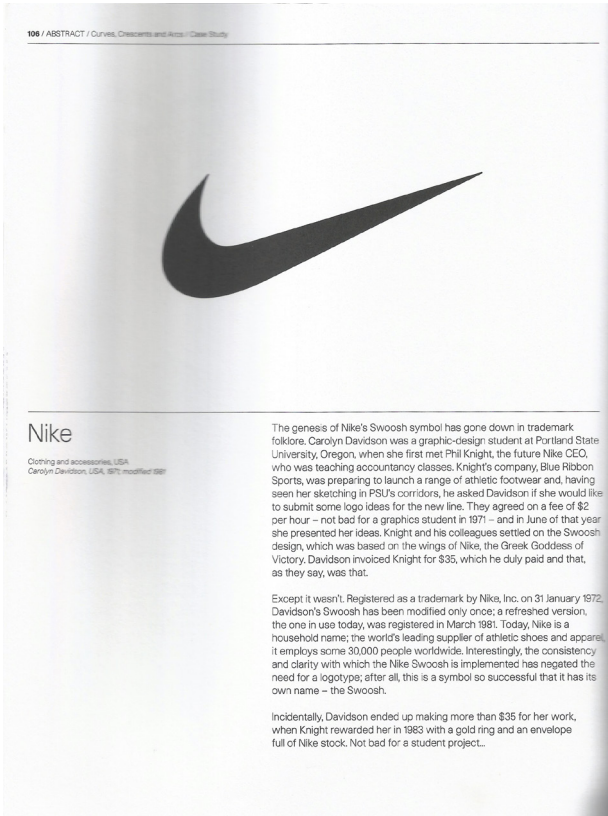 106 / ABSTRACT / Curves, Crescents and Arcs / Case Study
Nike
Clothing and accessories, USA
Carolyn Davidson, USA, 1971; modified 1981
The genesis of Nike's Swoosh symbol has gone down in trademark
folklore. Carolyn Davidson was a graphic-design student at Portland State
University, Oregon, when she first met Phil Knight, the future Nike CEO,
who was teaching accountancy classes. Knight's company, Blue Ribbon
Sports, was preparing to launch a range of athletic footwear and, having
seen her sketching in PSU's corridors, he asked Davidson if she would like
to submit some logo ideas for the new line. They agreed on a fee of $2
per hour – not bad for a graphics student in 1971 – and in June of that year
she presented her ideas. Knight and his colleagues settled on the Swoosh
design, which was based on the wings of Nike, the Greek Goddess of
Victory. Davidson invoiced Knight for $35, which he duly paid and that,
as they say, was that.
Except it wasn't. Registered as a trademark by Nike, Inc. on 31 January 1972,
Davidson's Swoosh has been modified only once; a refreshed version,
the one in use today, was registered in March 1981. Today, Nike is a
household name; the world's leading supplier of athletic shoes and apparel,
it employs some 30,000 people worldwide. Interestingly, the consistency
and clarity with which the Nike Swoosh is implemented has negated the
need for a logotype; after all, this is a symbol so successful that it has its
own name – the Swoosh.
Incidentally, Davidson ended up making more than $35 for her work,
when Knight rewarded her in 1983 with a gold ring and an envelope
full of Nike stock. Not bad for a student project...